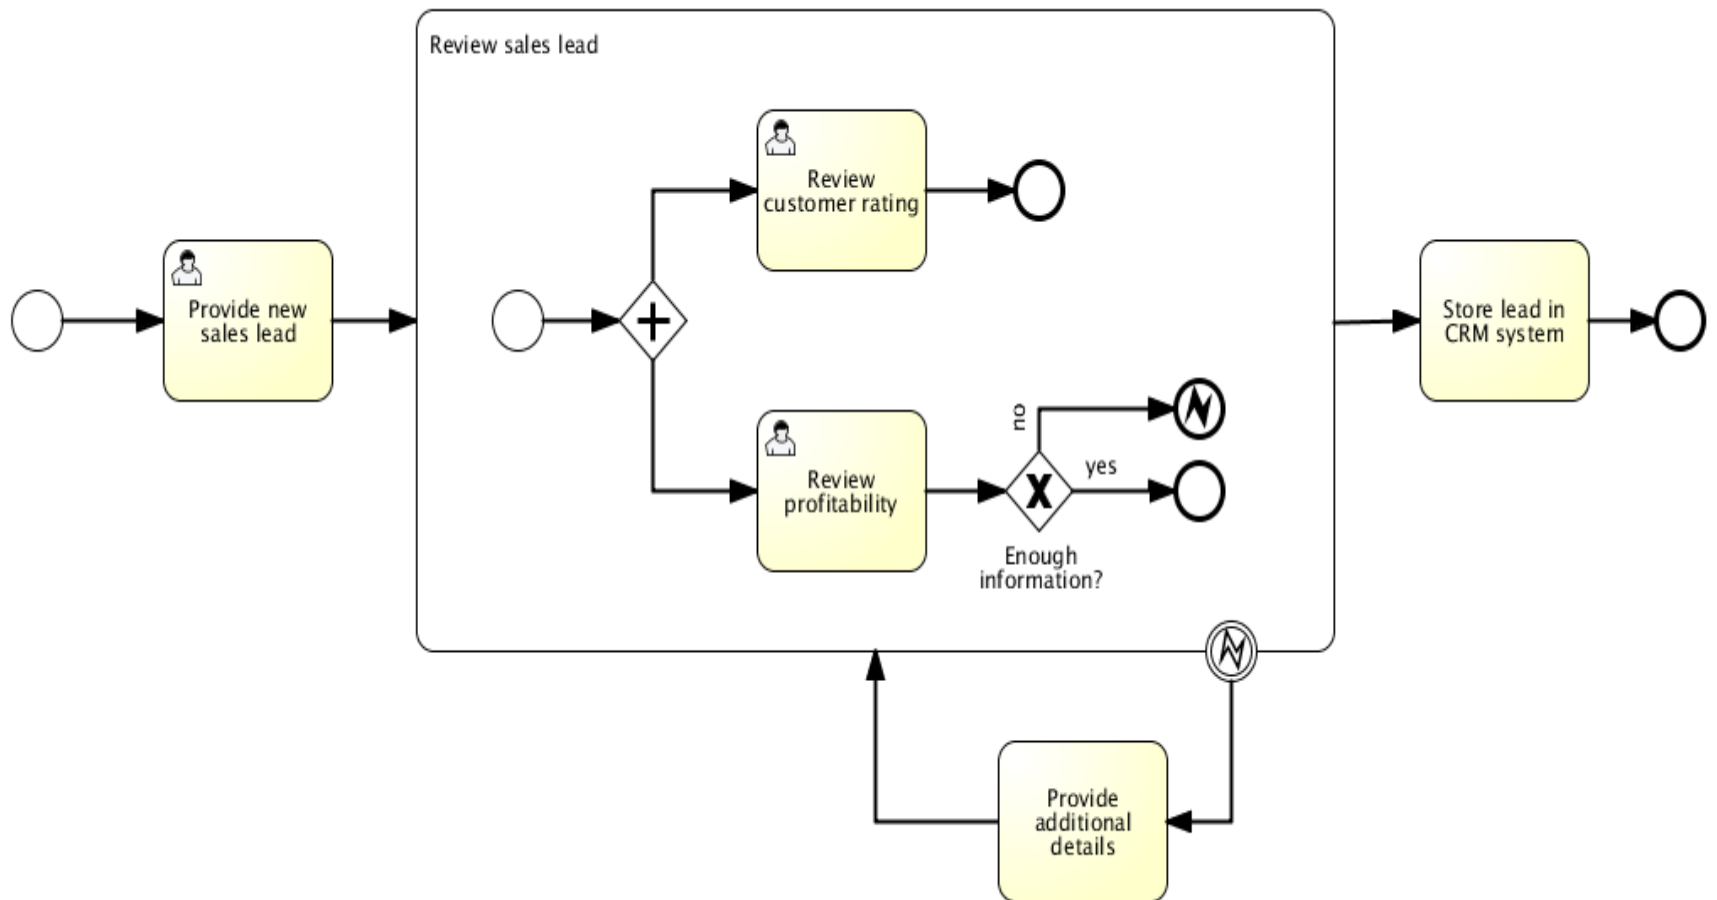 Review sales lead
Review
customer rating
Provide new
sales lead
Store lead in
CRM system
no
yes
Review
profitability
Enough
information?
Provide
additional
details